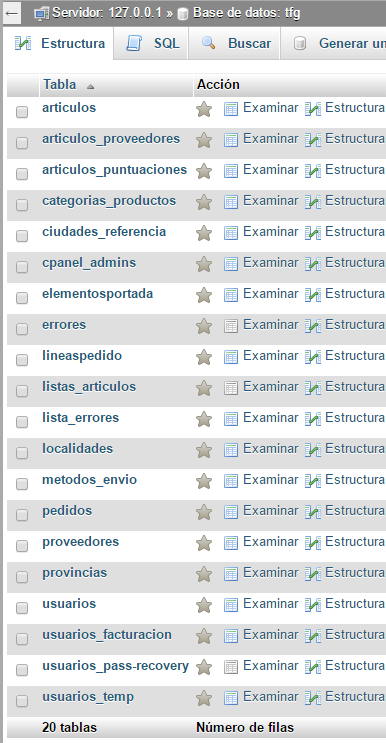 ← Servidor: 127.0.0.1 » Base de datos: tfg
Estructura SQL Buscar Generar un
Tabla Acción
articulos Examinar Estructura
articulos_proveedores Examinar Estructura
articulos_puntuaciones Examinar Estructura
categorias_productos Examinar Estructura
ciudades_referencia Examinar Estructura
cpanel_admins Examinar Estructura
elementosportada Examinar Estructura
errores Examinar Estructura
lineaspedido Examinar Estructura
listas_articulos Examinar Estructura
lista_errores Examinar Estructura
localidades Examinar Estructura
metodos_envio Examinar Estructura
pedidos Examinar Estructura
proveedores Examinar Estructura
provincias Examinar Estructura
usuarios Examinar Estructura
usuarios_facturacion Examinar Estructura
usuarios_pass-recovery Examinar Estructura
usuarios_temp Examinar Estructura
20 tablas Número de filas